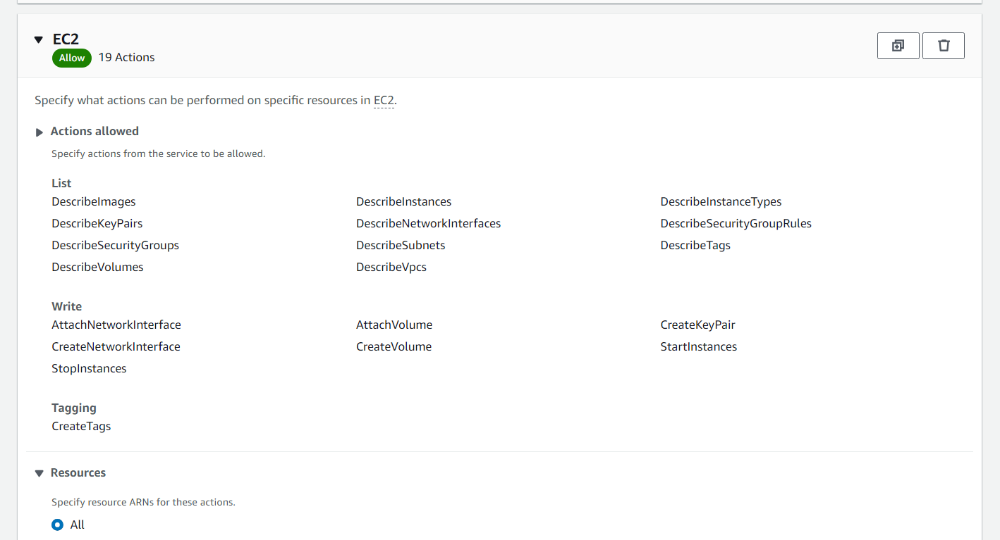 EC2
Allow 19 Actions
Specify what actions can be performed on specific resources in EC2.
Actions allowed
Specify actions from the service to be allowed.
List
DescribeImages DescribeInstances DescribeInstanceTypes
DescribeKeyPairs DescribeNetworkInterfaces DescribeSecurityGroupRules
DescribeSecurityGroups DescribeSubnets DescribeTags
DescribeVolumes DescribeVpcs
Write
AttachNetworkInterface AttachVolume CreateKeyPair
CreateNetworkInterface CreateVolume StartInstances
StopInstances
Tagging
CreateTags
Resources
Specify resource ARNs for these actions.
All